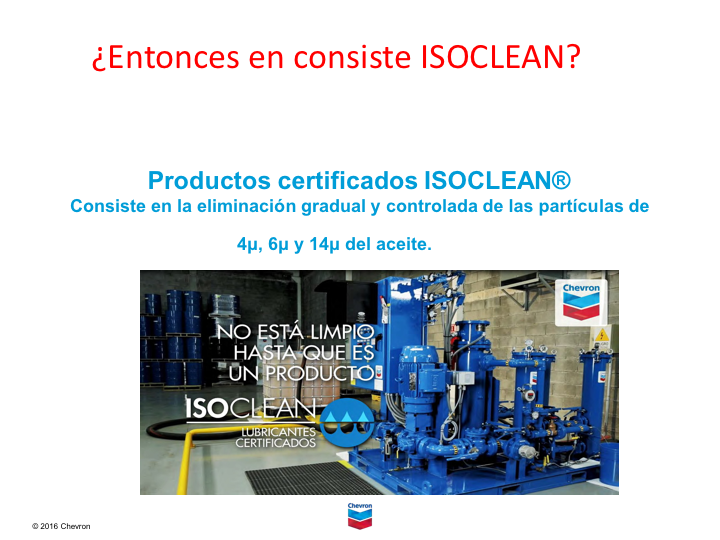 ¿Entonces en consiste ISOCLEAN?
Productos certificados ISOCLEAN®
Consiste en la eliminación gradual y controlada de las partículas de
4µ, 6µ y 14µ del aceite.
Chevron
NO ESTÁ LIMPIO
HASTA QUE ES
UN PRODUCTO
ISOCLEAN™
LUBRICANTES
CERTIFICADOS
Chevron
© 2016 Chevron